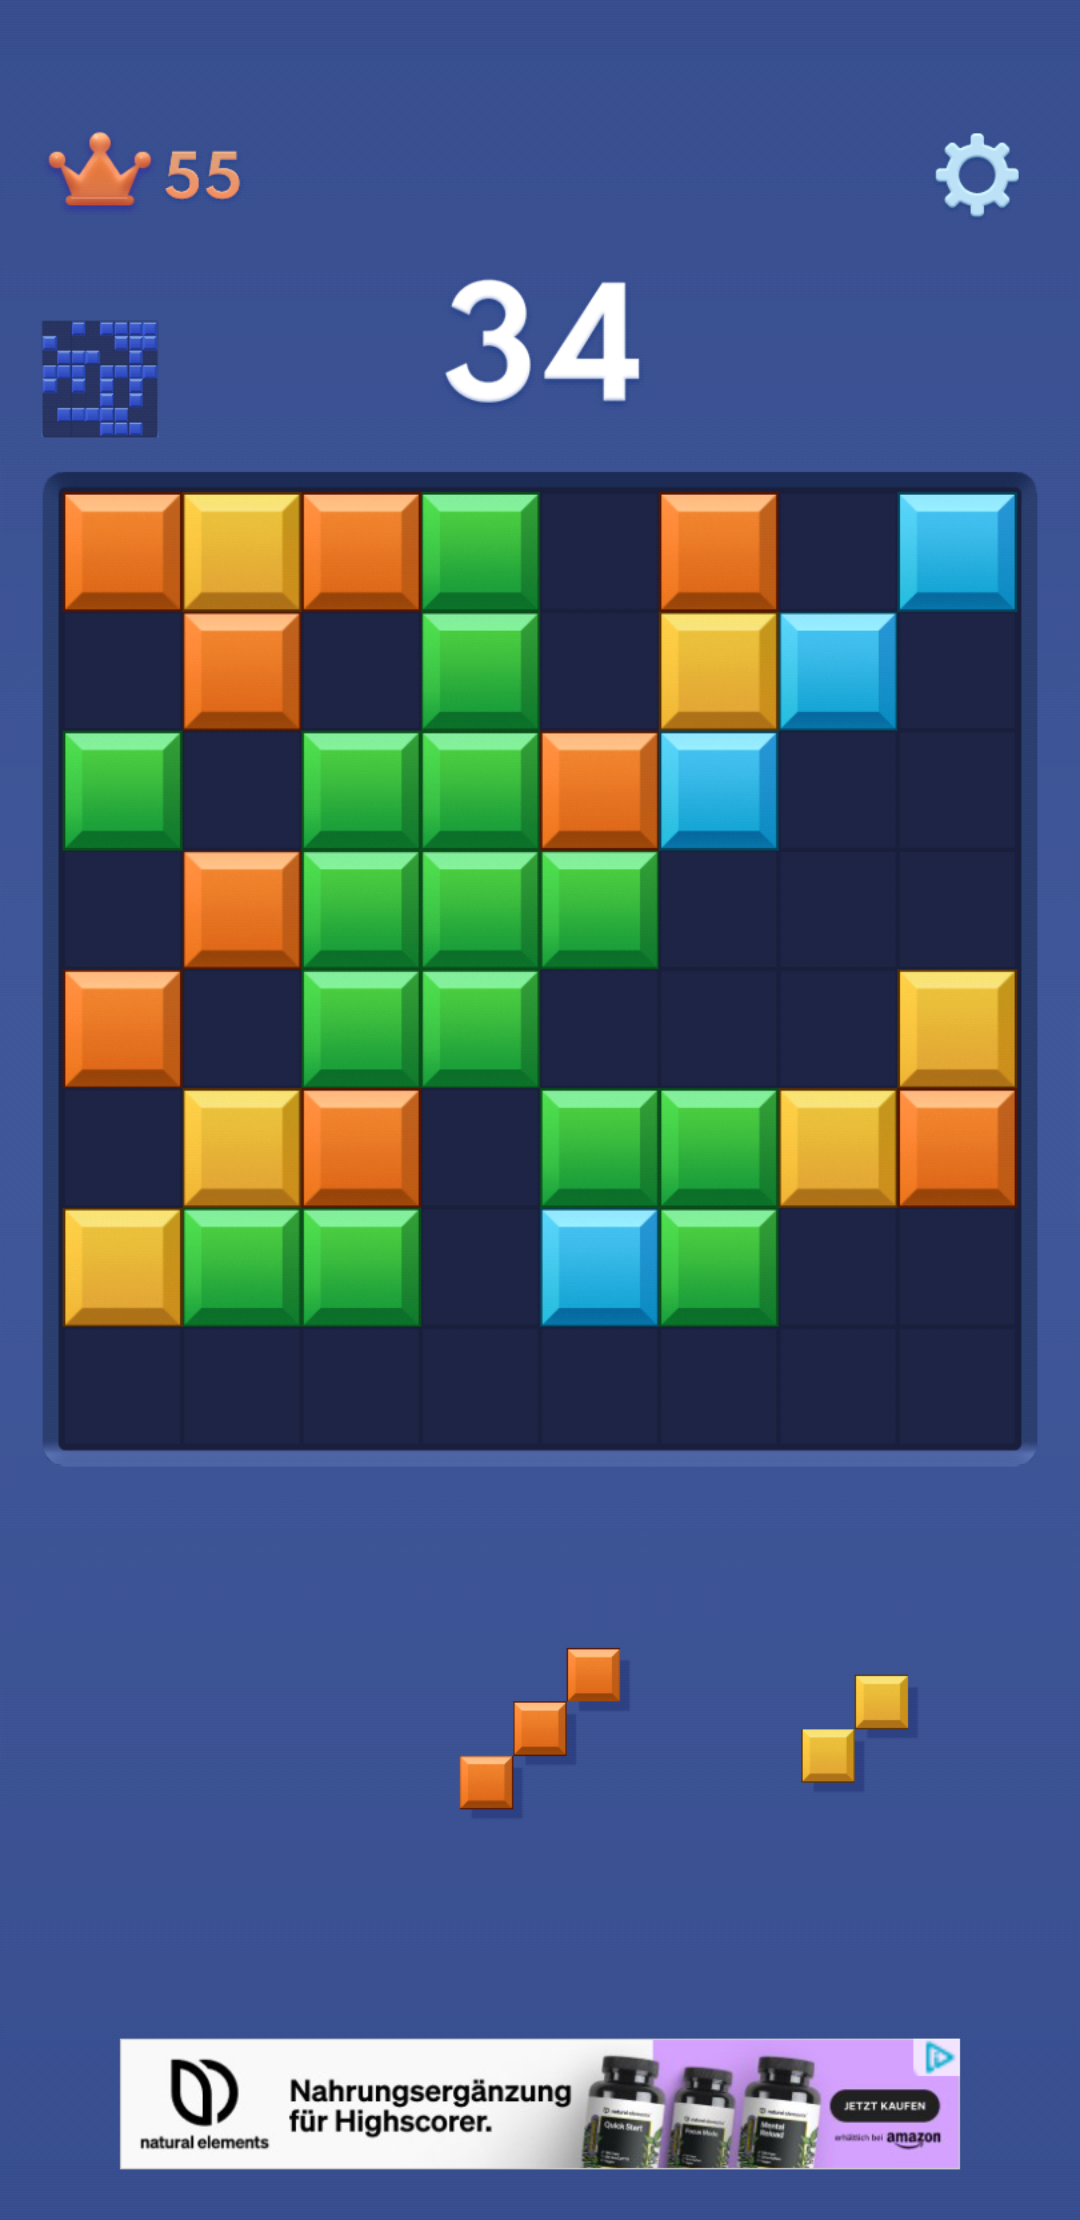 55
34
Nahrungsergänzung
für Highscorer.
natural elements
Quick Start
Focus Mode
Mental
Reload
JETZT KAUFEN
erhältlich bei amazon